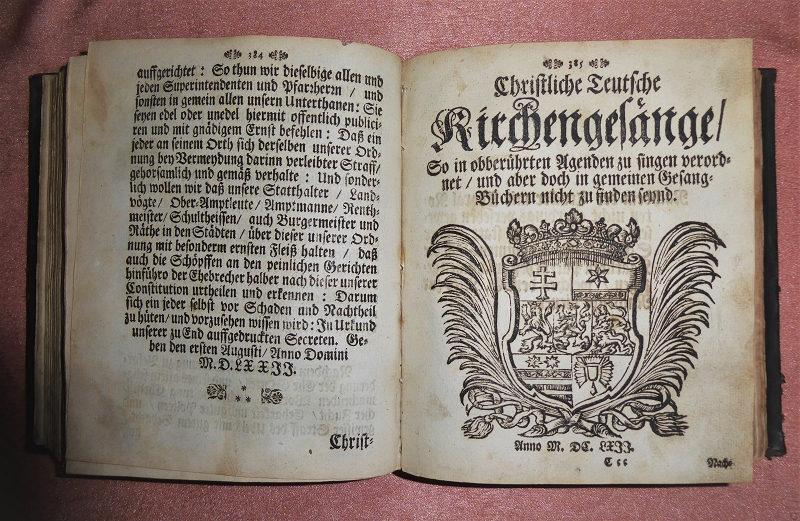 384
auffgerichtet : So thun wir dieselbige allen und
jeden Superintendenten und Pfarzherrn / und
sonsten in gemein allen unsern Unterthanen: Sie
seyen edel oder unedel hiermit offentlich publici-
ren und mit gnädigem Ernst befehlen : Daß ein
jeder an seinem Orth sich derselben unserer Ord-
nung bey Vermeydung darinn verleibter Straff/
gehorsamlich und gemäß verhalte : Und sonder-
lich wollen wir daß unsere Statthalter / Land-
vögte / Ober-Amptleute / Amptmanne / Renth-
meister / Schultheissen / auch Burgermeister und
Räthe in den Städten / über dieser unserer Ord-
nung mit besonderm ernsten Fleiß halten / daß
auch die Schöpffen an den peinlichen Gerichten
hinführo der Ehebrecher halber nach dieser unserer
Constitution urtheilen und erkennen : Darum
sich ein jeder selbst vor Schaden und Nachtheil
zu hüten / und vorzusehen wissen wird: In Urkund
unserer zu End auffgedruckten Secreten. Ge-
ben den ersten Augusti / Anno Domini
M.D.LXXIJ.
Christ-
385
Christliche Teutsche
Kirchengesänge/
So in obberührten Agenden zu singen verord-
net / und aber doch in gemeinen Gesang-
Büchern nicht zu finden seynd.
Anno M. DC. LXIJ.
C cc
Nach-